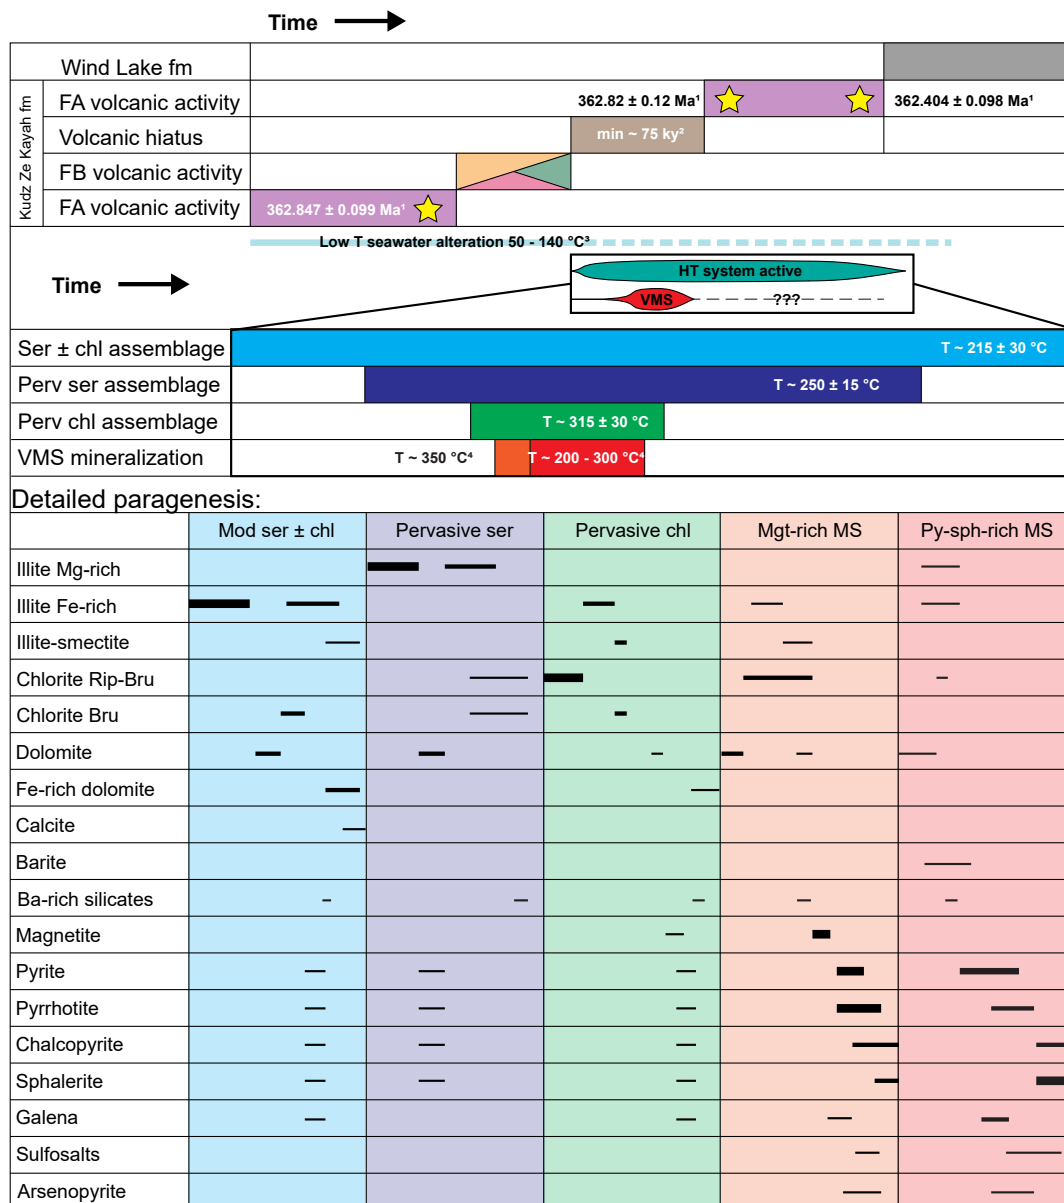 Time
Wind Lake fm
Kudz Ze Kayah fm
FA volcanic activity
362.82 ± 0.12 Ma¹
362.404 ± 0.098 Ma¹
Volcanic hiatus
min ~ 75 ky²
FB volcanic activity
FA volcanic activity
362.847 ± 0.099 Ma¹
Low T seawater alteration 50 - 140 °C³
Time
HT system active
VMS
???
Ser ± chl assemblage
T ~ 215 ± 30 °C
Perv ser assemblage
T ~ 250 ± 15 °C
Perv chl assemblage
T ~ 315 ± 30 °C
VMS mineralization
T ~ 350 °C⁴
T ~ 200 - 300 °C⁴
Detailed paragenesis:
Mod ser ± chl
Pervasive ser
Pervasive chl
Mgt-rich MS
Py-sph-rich MS
Illite Mg-rich
Illite Fe-rich
Illite-smectite
Chlorite Rip-Bru
Chlorite Bru
Dolomite
Fe-rich dolomite
Calcite
Barite
Ba-rich silicates
Magnetite
Pyrite
Pyrrhotite
Chalcopyrite
Sphalerite
Galena
Sulfosalts
Arsenopyrite